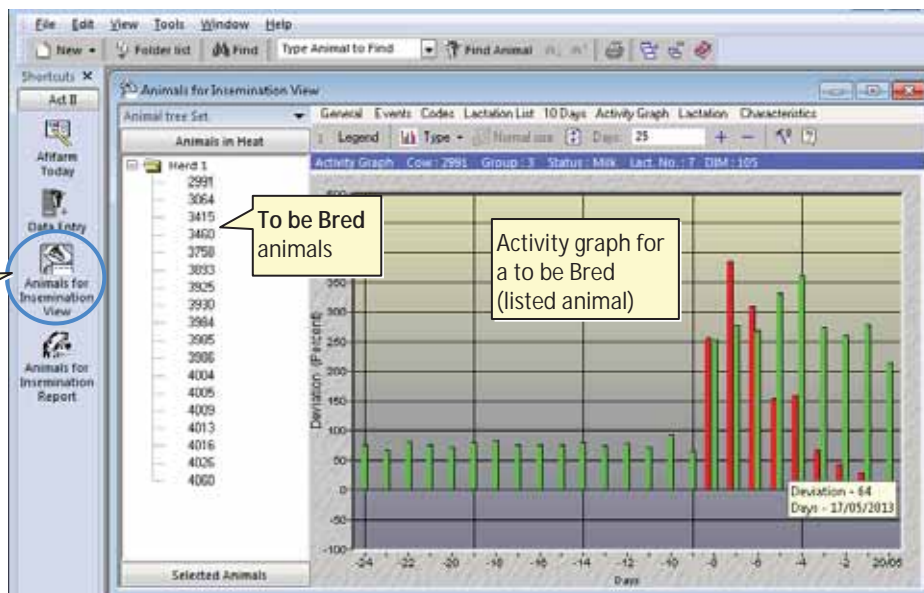 File Edit View Tools Window Help
New Folder list Find Type Animal to Find Find Animal
Shortcuts
Act II
Afifarm
Today
Data Entry
Animals for
Insemination
View
Animals for
Insemination
Report
Animals for Insemination View
Animal tree Set
Animals in Heat
Herd 1
2991
3064
3415
3460
3758
3893
3925
3930
3984
3985
3986
4004
4005
4009
4013
4016
4026
4060
Selected Animals
To be Bred
animals
General Events Codes Lactation List 10 Days Activity Graph Lactation Characteristics
Legend Type Normal size Days 25
Activity Graph Cow : 2991 Group : 3 Status : Milk Lact. No. : 7 DIM : 105
Activity graph for
a to be Bred
(listed animal)
Deviation (Percent)
350
300
250
200
150
100
50
0
-50
-100
Deviation - 64
Days - 17/05/2013
-24 -22 -20 -18 -16 -14 -12 -10 -8 -6 -4 -2 20/05
Days